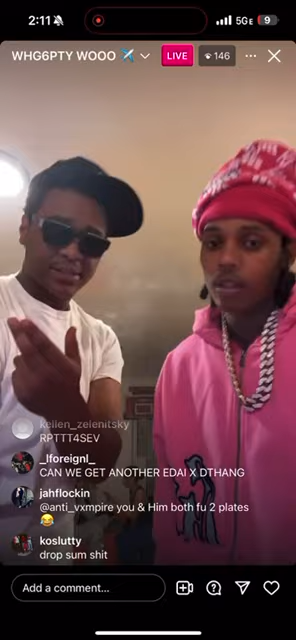 2:11
5GE
9
WHG6PTY WOOO
LIVE
146
kellen_zelenitsky
RPTTT4SEV
_lforeignl_
CAN WE GET ANOTHER EDAI X DTHANG
jahflockin
@anti_vxmpire you & Him both fu 2 plates
😂
koslutty
drop sum shit
Add a comment...